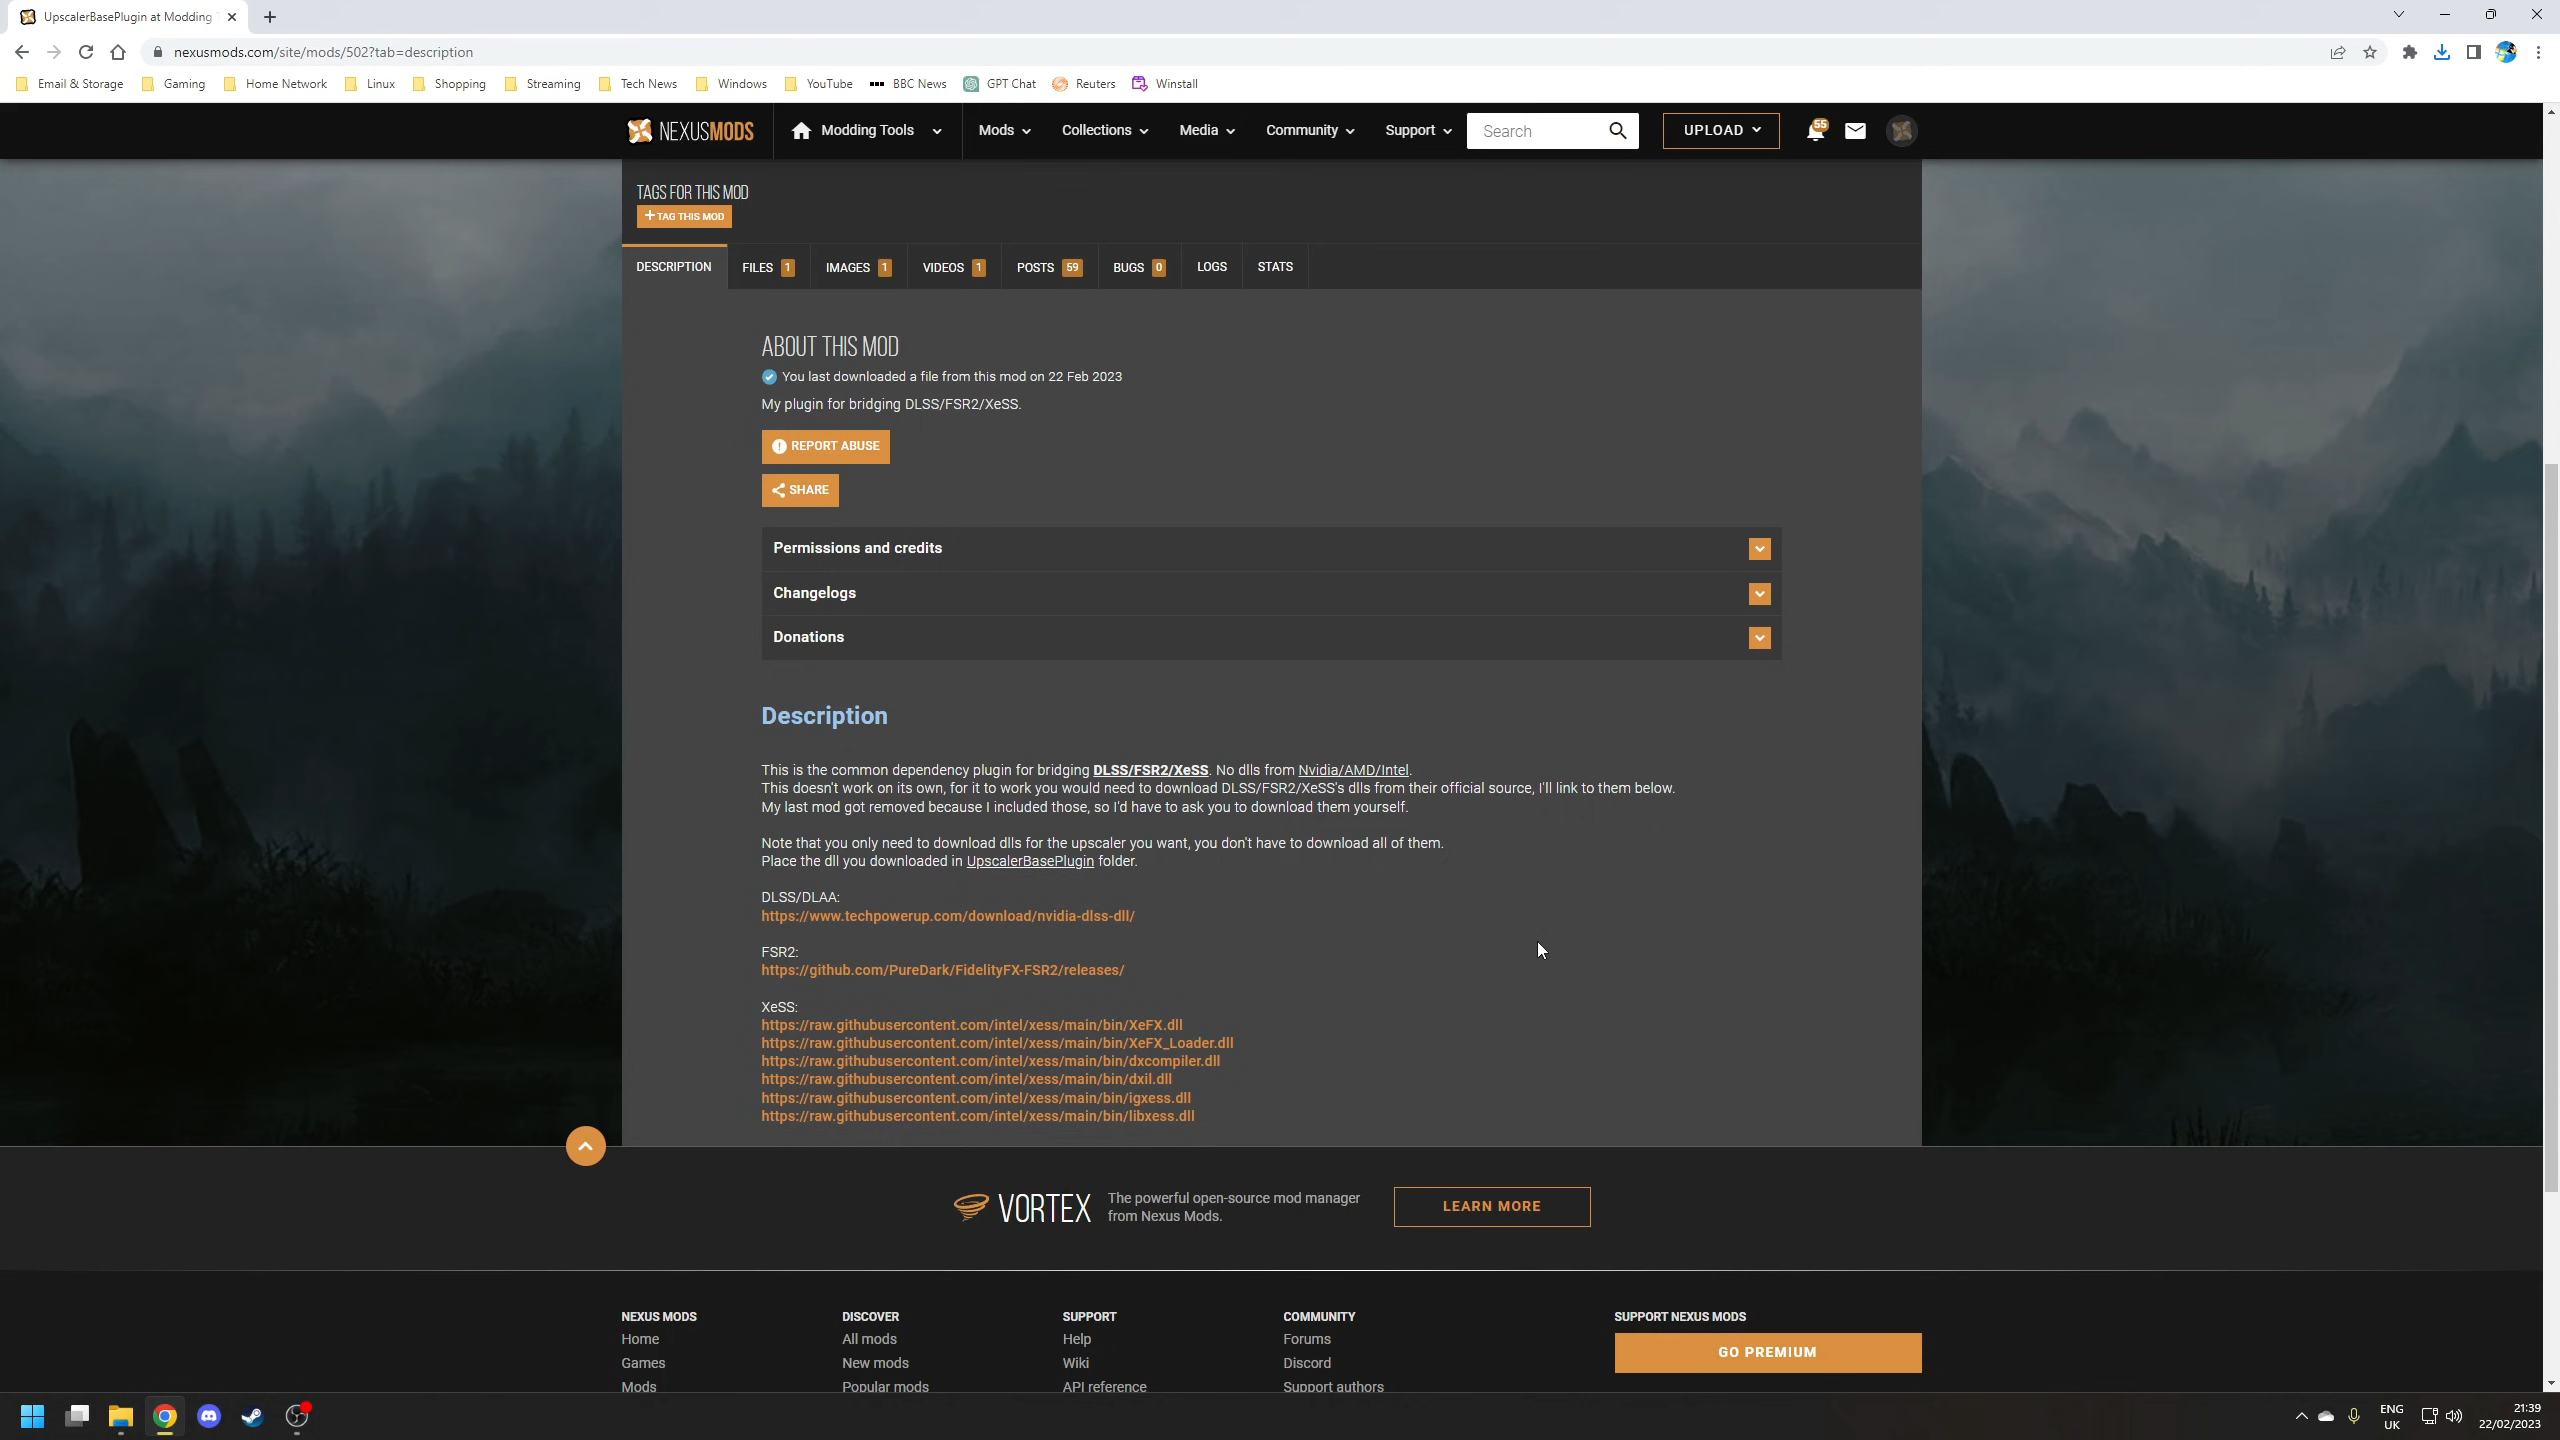 UpscalerBasePlugin at Modding
nexusmods.com/site/mods/502?tab=description
Email & Storage Gaming Home Network Linux Shopping Streaming Tech News Windows YouTube BBC News GPT Chat Reuters Winstall
NEXUSMODS Modding Tools Mods Collections Media Community Support Search UPLOAD 55
TAGS FOR THIS MOD
TAG THIS MOD
DESCRIPTION FILES 1 IMAGES 1 VIDEOS 1 POSTS 59 BUGS 0 LOGS STATS
ABOUT THIS MOD
You last downloaded a file from this mod on 22 Feb 2023
My plugin for bridging DLSS/FSR2/XeSS.
REPORT ABUSE
SHARE
Permissions and credits
Changelogs
Donations
Description
This is the common dependency plugin for bridging DLSS/FSR2/XeSS. No dlls from Nvidia/AMD/Intel.
This doesn't work on its own, for it to work you would need to download DLSS/FSR2/XeSS's dlls from their official source, I'll link to them below.
My last mod got removed because I included those, so I'd have to ask you to download them yourself.
Note that you only need to download dlls for the upscaler you want, you don't have to download all of them.
Place the dll you downloaded in UpscalerBasePlugin folder.
DLSS/DLAA:
https://www.techpowerup.com/download/nvidia-dlss-dll/
FSR2:
https://github.com/PureDark/FidelityFX-FSR2/releases/
XeSS:
https://raw.githubusercontent.com/intel/xess/main/bin/XeFX.dll
https://raw.githubusercontent.com/intel/xess/main/bin/XeFX_Loader.dll
https://raw.githubusercontent.com/intel/xess/main/bin/dxcompiler.dll
https://raw.githubusercontent.com/intel/xess/main/bin/dxil.dll
https://raw.githubusercontent.com/intel/xess/main/bin/igxess.dll
https://raw.githubusercontent.com/intel/xess/main/bin/libxess.dll
VORTEX The powerful open-source mod manager
from Nexus Mods.
LEARN MORE
NEXUS MODS DISCOVER SUPPORT COMMUNITY SUPPORT NEXUS MODS
Home All mods Help Forums
GO PREMIUM
Games New mods Wiki Discord
Mods Popular mods API reference Support authors
ENG 21:39
UK 22/02/2023